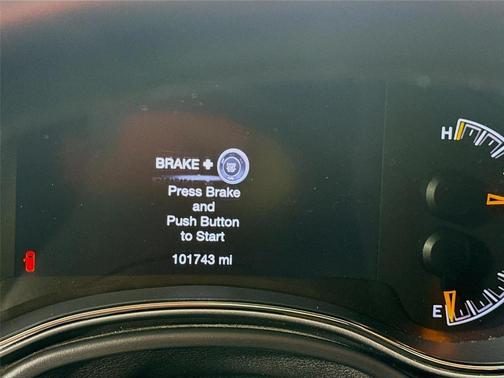 H
BRAKE +
Press Brake
and
Push Button
to Start
101743 mi
E